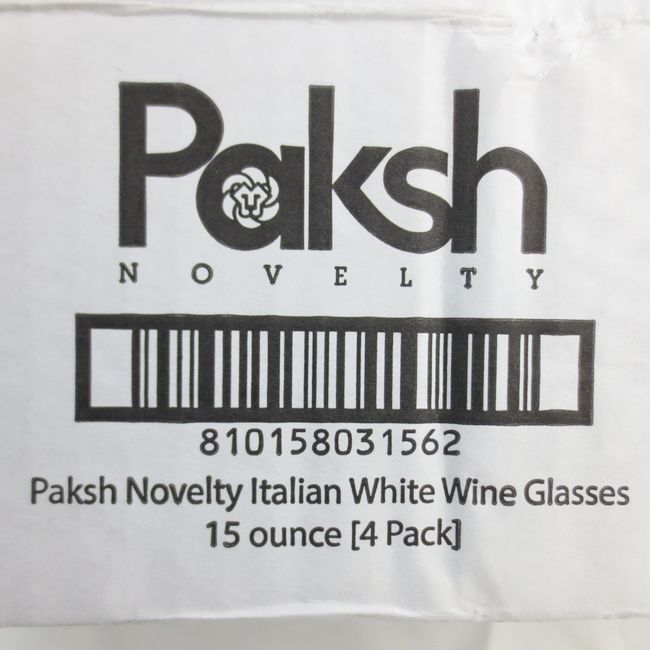 Paksh
NOVELTY
810158031562
Paksh Novelty Italian White Wine Glasses
15 ounce [4 Pack]